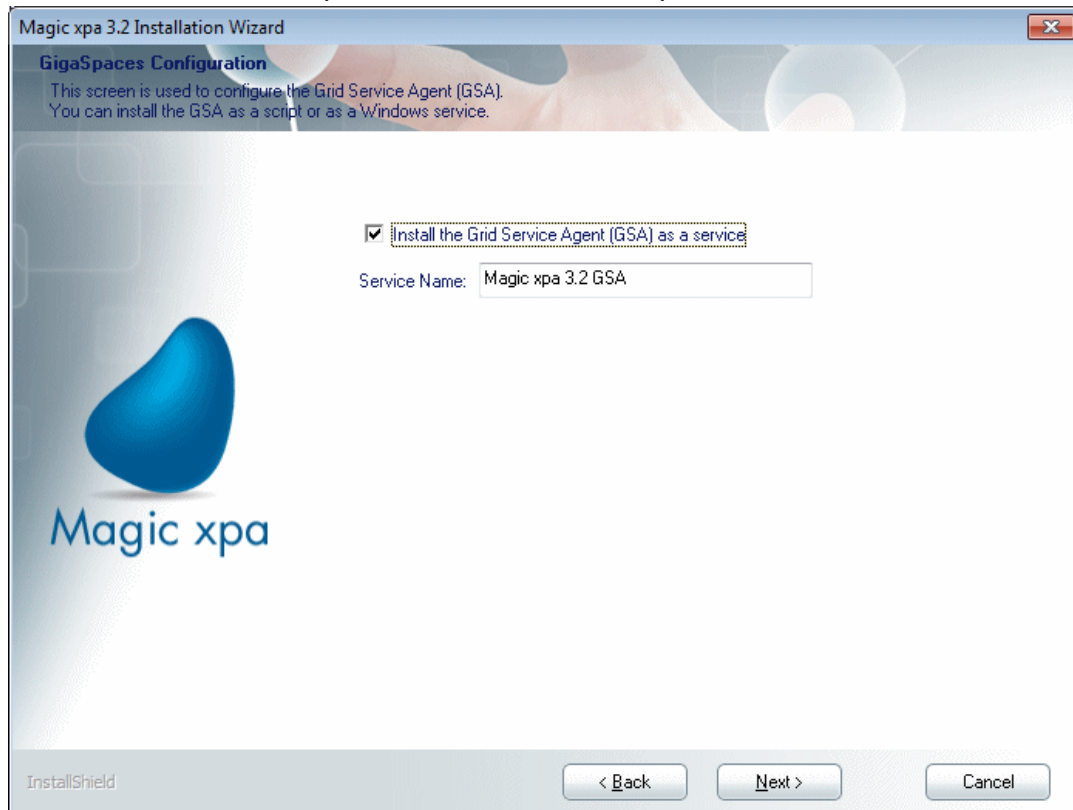 Magic xpa 3.2 Installation Wizard
GigaSpaces Configuration
This screen is used to configure the Grid Service Agent (GSA).
You can install the GSA as a script or as a Windows service.
Install the Grid Service Agent (GSA) as a service
Service Name: Magic xpa 3.2 GSA
Magic xpa
InstallShield
< Back Next > Cancel